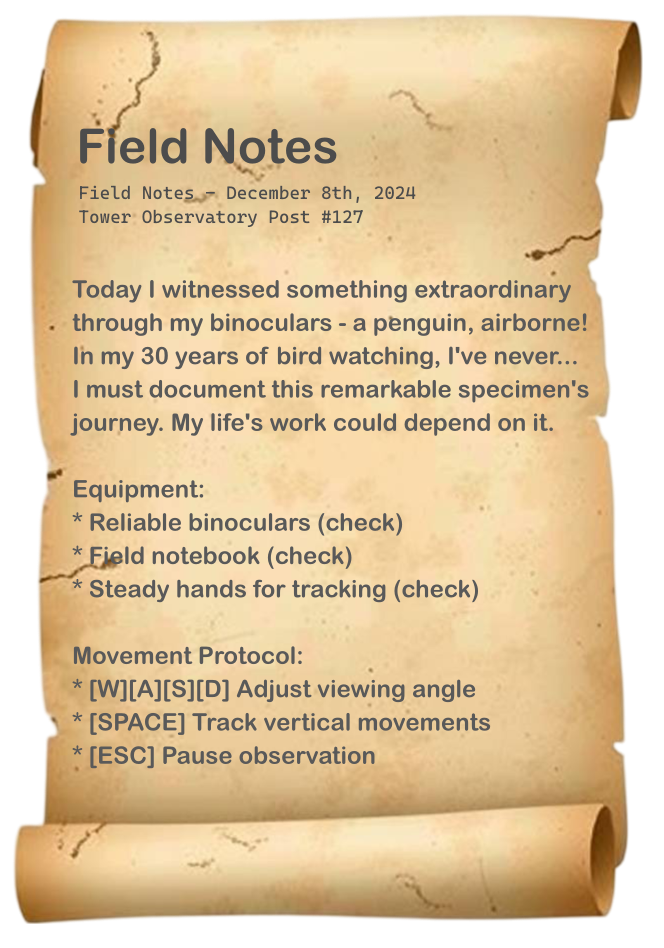 Field Notes
Field Notes – December 8th, 2024
Tower Observatory Post #127
Today I witnessed something extraordinary
through my binoculars - a penguin, airborne!
In my 30 years of bird watching, I've never...
I must document this remarkable specimen's
journey. My life's work could depend on it.
Equipment:
* Reliable binoculars (check)
* Field notebook (check)
* Steady hands for tracking (check)
Movement Protocol:
* [W][A][S][D] Adjust viewing angle
* [SPACE] Track vertical movements
* [ESC] Pause observation